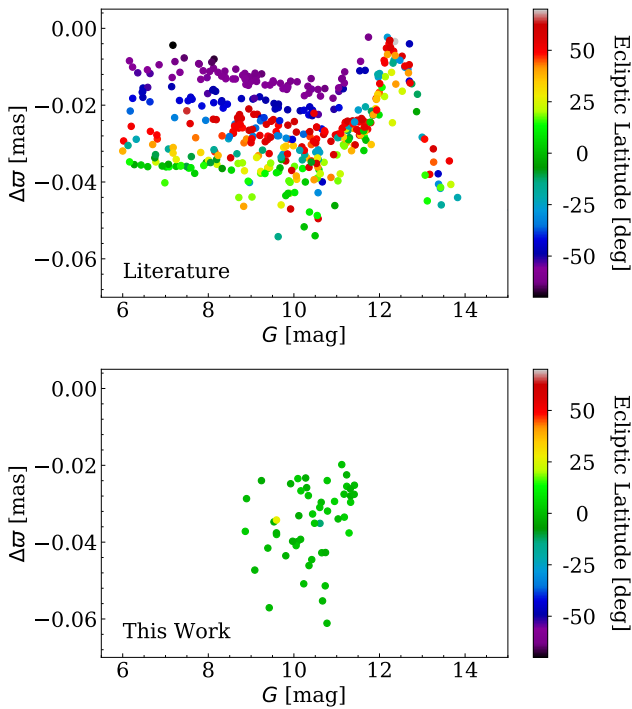 0.00
−0.02
−0.04
−0.06
Δϖ [mas]
Literature
6 8 10 12 14
G [mag]
50
25
0
-25
-50
Ecliptic Latitude [deg]
0.00
−0.02
−0.04
−0.06
Δϖ [mas]
This Work
6 8 10 12 14
G [mag]
50
25
0
-25
-50
Ecliptic Latitude [deg]